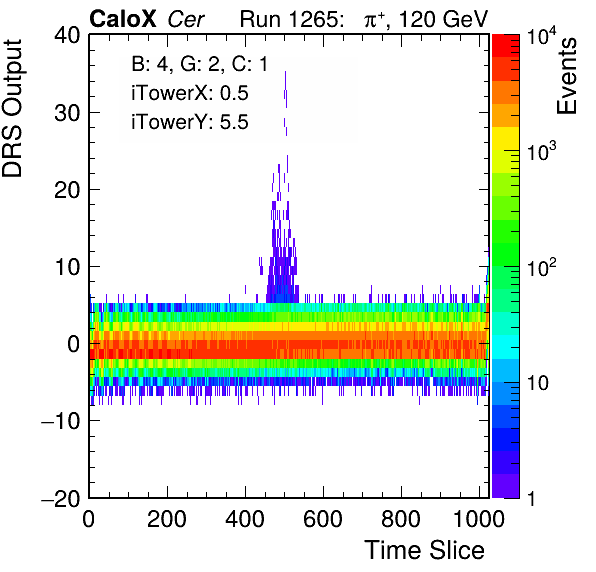 CaloX Cer Run 1265: π⁺, 120 GeV
DRS Output
Events
B: 4, G: 2, C: 1
iTowerX: 0.5
iTowerY: 5.5
40
30
20
10
0
−10
−20
0 200 400 600 800 1000
Time Slice
10⁴
10³
10²
10
1